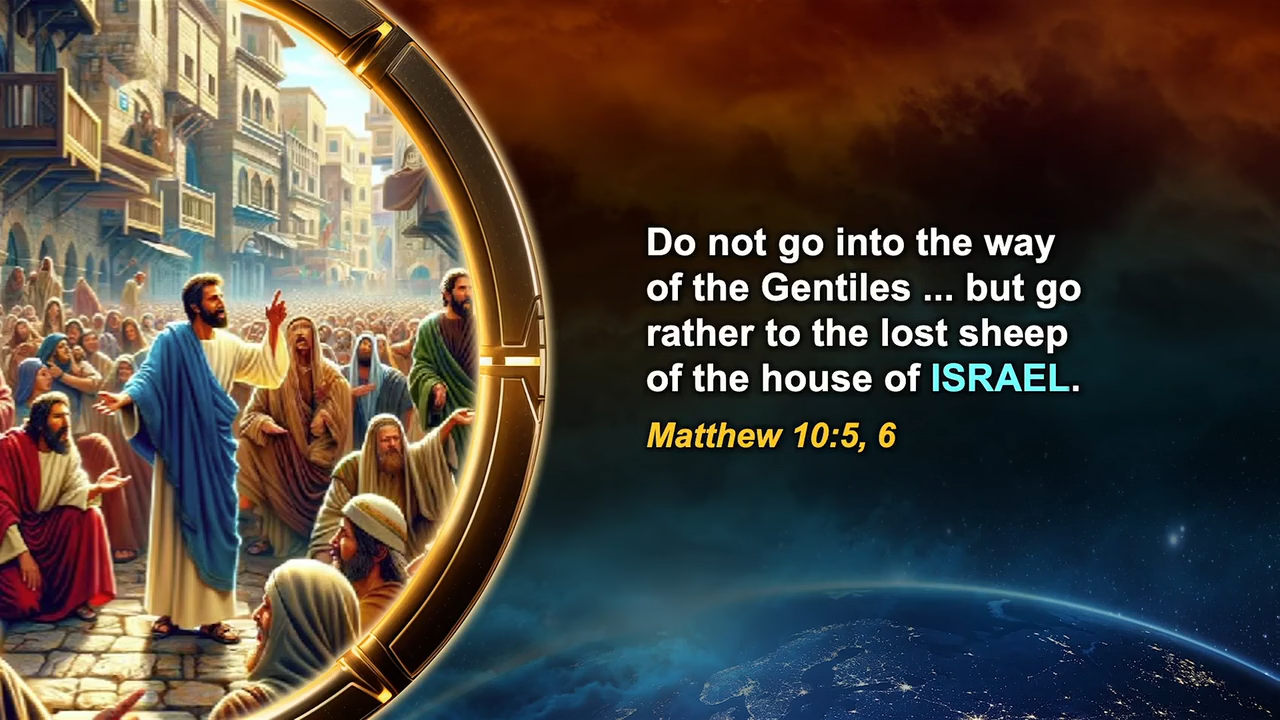 Do not go into the way
of the Gentiles ... but go
rather to the lost sheep
of the house of ISRAEL.
Matthew 10:5, 6